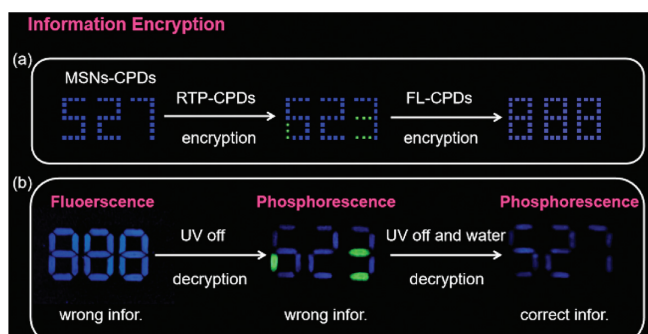 Information Encryption
(a)
MSNs-CPDs
RTP-CPDs
FL-CPDs
527
encryption
623
encryption
888
(b)
Fluoerscence
Phosphorescence
Phosphorescence
UV off
UV off and water
888
decryption
623
decryption
527
wrong infor.
wrong infor.
correct infor.